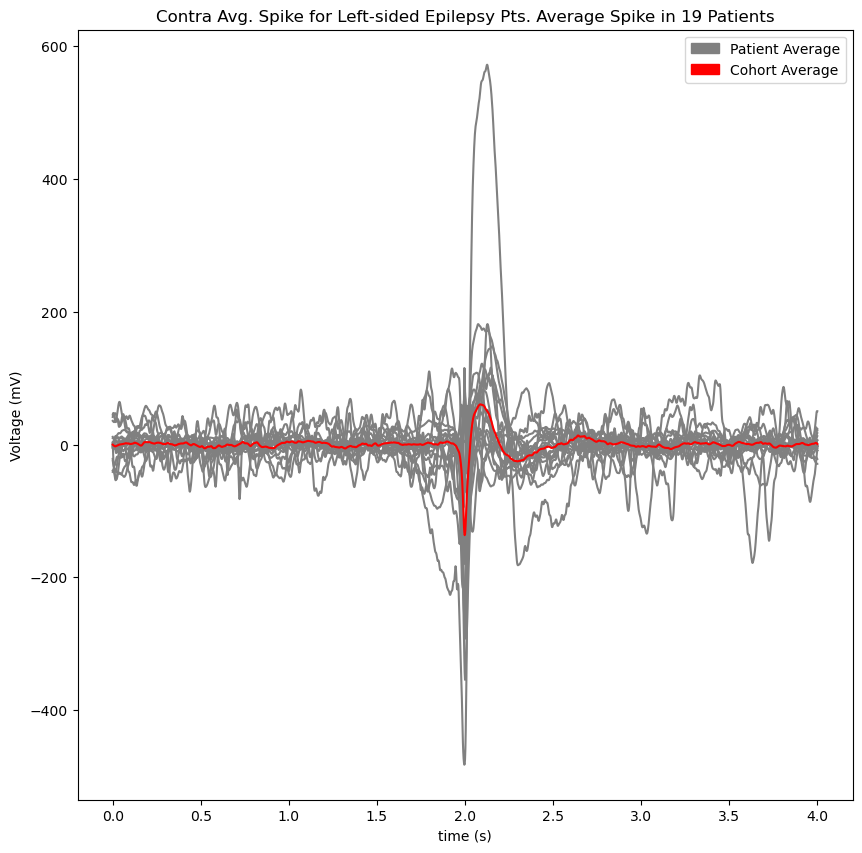 Contra Avg. Spike for Left-sided Epilepsy Pts. Average Spike in 19 Patients
Patient Average
Cohort Average
Voltage (mV)
600
400
200
0
−200
−400
0.0 0.5 1.0 1.5 2.0 2.5 3.0 3.5 4.0
time (s)